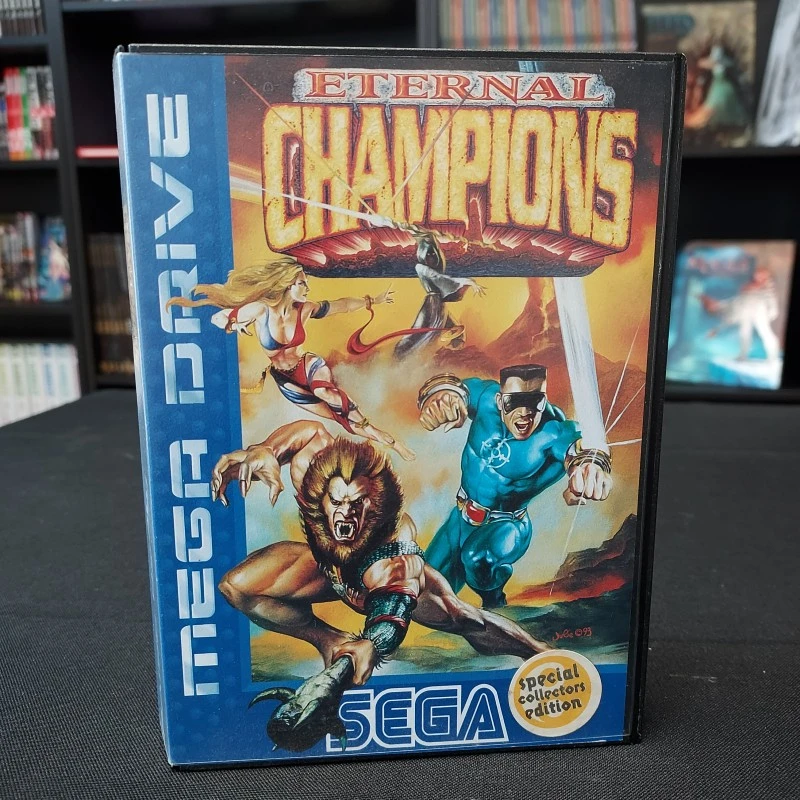 MEGA DRIVE
ETERNAL
CHAMPIONS
SEGA
special
collectors
edition